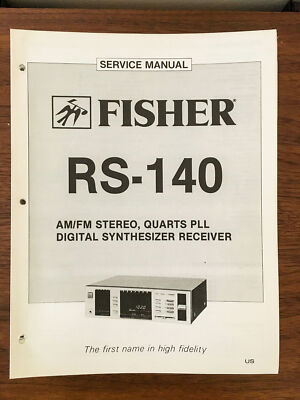 SERVICE MANUAL
FISHER
RS-140
AM/FM STEREO, QUARTS PLL
DIGITAL SYNTHESIZER RECEIVER
The first name in high fidelity
US